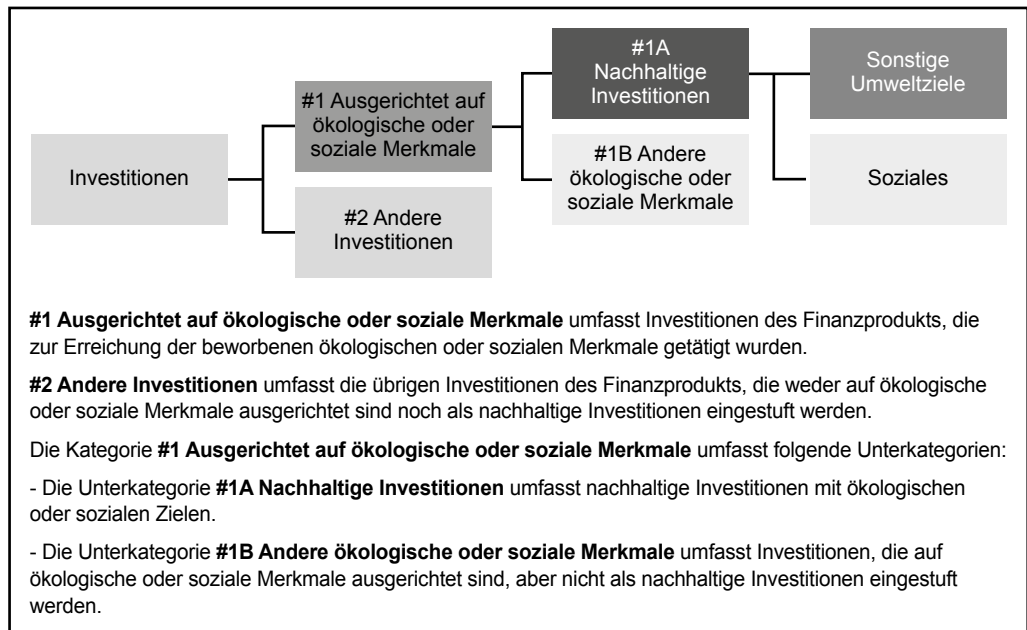 #1A
Nachhaltige
Investitionen
Sonstige
Umweltziele
#1 Ausgerichtet auf
ökologische oder
soziale Merkmale
Investitionen
#1B Andere
ökologische oder
soziale Merkmale
Soziales
#2 Andere
Investitionen
#1 Ausgerichtet auf ökologische oder soziale Merkmale umfasst Investitionen des Finanzprodukts, die
zur Erreichung der beworbenen ökologischen oder sozialen Merkmale getätigt wurden.
#2 Andere Investitionen umfasst die übrigen Investitionen des Finanzprodukts, die weder auf ökologische
oder soziale Merkmale ausgerichtet sind noch als nachhaltige Investitionen eingestuft werden.
Die Kategorie #1 Ausgerichtet auf ökologische oder soziale Merkmale umfasst folgende Unterkategorien:
- Die Unterkategorie #1A Nachhaltige Investitionen umfasst nachhaltige Investitionen mit ökologischen
oder sozialen Zielen.
- Die Unterkategorie #1B Andere ökologische oder soziale Merkmale umfasst Investitionen, die auf
ökologische oder soziale Merkmale ausgerichtet sind, aber nicht als nachhaltige Investitionen eingestuft
werden.